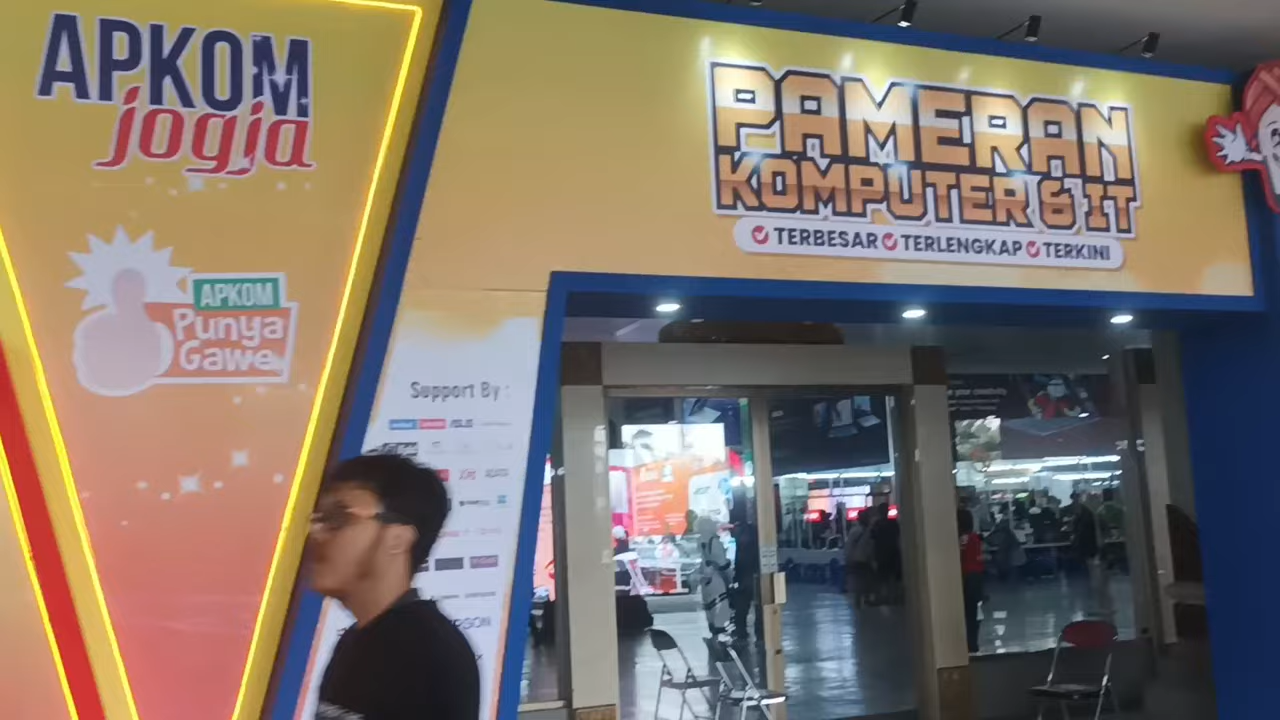 APKOM
jogja
APKOM
Punya
Gawe
PAMERAN
KOMPUTER & IT
TERBESAR TERLENGKAP TERKINI
Support By :